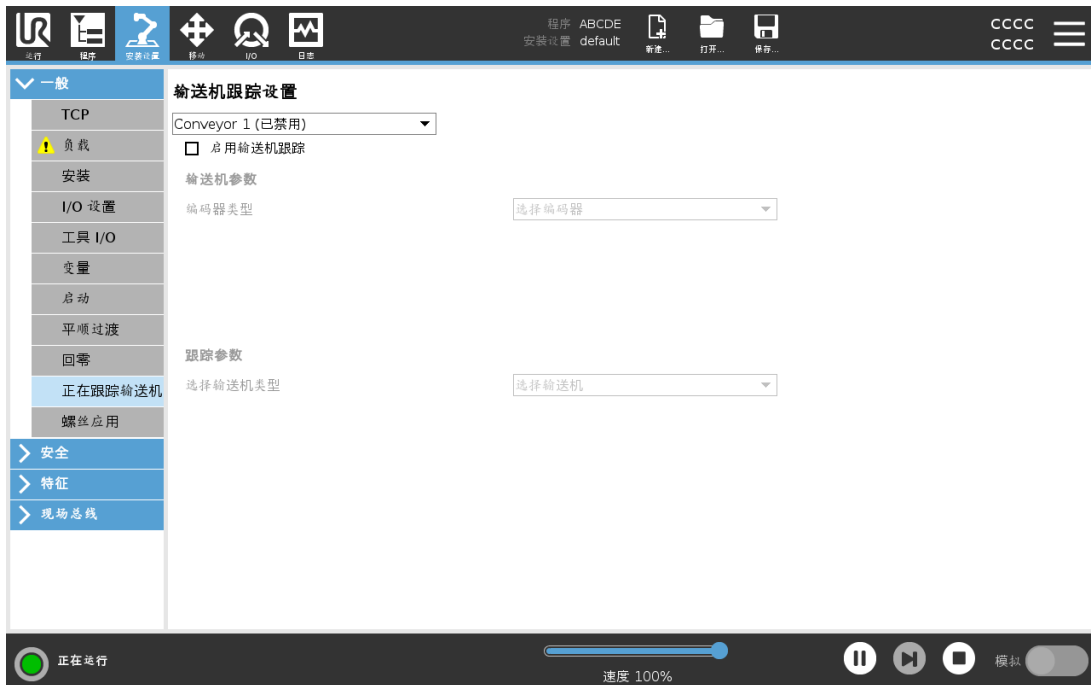 程序 ABCDE
安装设置 default
CCCC
CCCC
运行
程序
安装设置
移动
I/O
日志
新建...
打开...
保存...
一般
TCP
负载
安装
I/O 设置
工具 I/O
变量
启动
平顺过渡
回零
正在跟踪输送机
螺丝应用
安全
特征
现场总线
输送机跟踪设置
Conveyor 1 (已禁用)
启用输送机跟踪
输送机参数
编码器类型
选择编码器
跟踪参数
选择输送机类型
选择输送机
正在运行
速度 100%
模拟